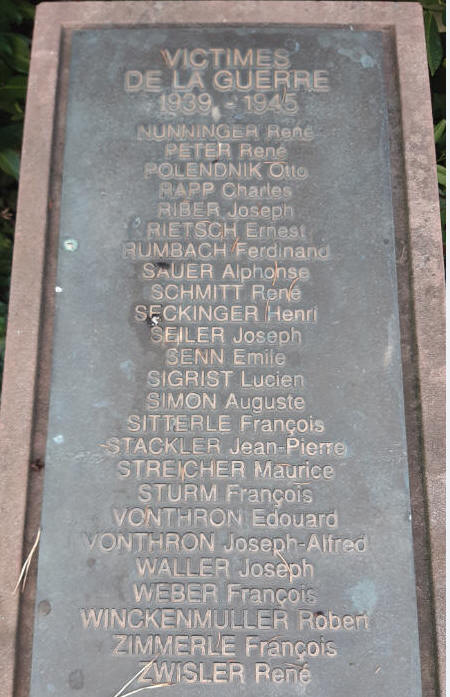 VICTIMES
DE LA GUERRE
1939 - 1945
NUNNINGER René
PETER René
POLENDNIK Otto
RAPP Charles
RIBER Joseph
RIETSCH Ernest
RUMBACH Ferdinand
SAUER Alphonse
SCHMITT René
SECKINGER Henri
SEILER Joseph
SENN Emile
SIGRIST Lucien
SIMON Auguste
SITTERLE François
STACKLER Jean-Pierre
STREICHER Maurice
STURM François
VONTHRON Edouard
VONTHRON Joseph-Alfred
WALLER Joseph
WEBER François
WINCKENMULLER Robert
ZIMMERLE François
ZWISLER René